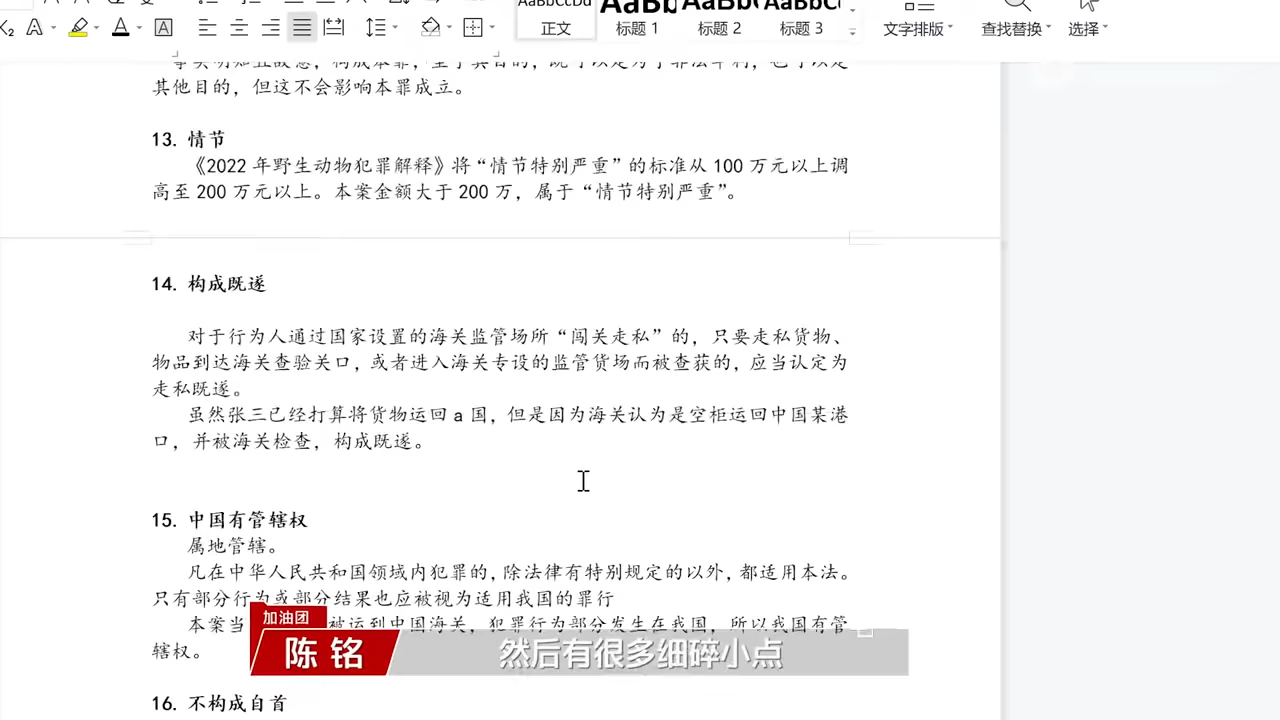 AaBbCcDd AaBb AaBb( AaBbC
正文 标题 1 标题 2 标题 3 文字排版 查找替换 选择
其他目的，但这不会影响本罪成立。
13. 情节
《2022 年野生动物犯罪解释》将“情节特别严重”的标准从 100 万元以上调
高至 200 万元以上。本案金额大于 200 万，属于“情节特别严重”。
14. 构成既遂
对于行为人通过国家设置的海关监管场所“闯关走私”的，只要走私货物、
物品到达海关查验关口，或者进入海关专设的监管货场而被查获的，应当认定为
走私既遂。
虽然张三已经打算将货物运回 a 国，但是因为海关认为是空柜运回中国某港
口，并被海关检查，构成既遂。
15. 中国有管辖权
属地管辖。
凡在中华人民共和国领域内犯罪的，除法律有特别规定的以外，都适用本法。
只有部分行为或部分结果也应被视为适用我国的罪行
本案当 被运到中国海关，犯罪行为部分发生在我国，所以我国有管
辖权。
加油团
陈铭 然后有很多细碎小点
16. 不构成自首